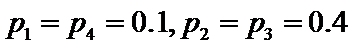 p₁ = p₄ = 0.1, p₂ = p₃ = 0.4